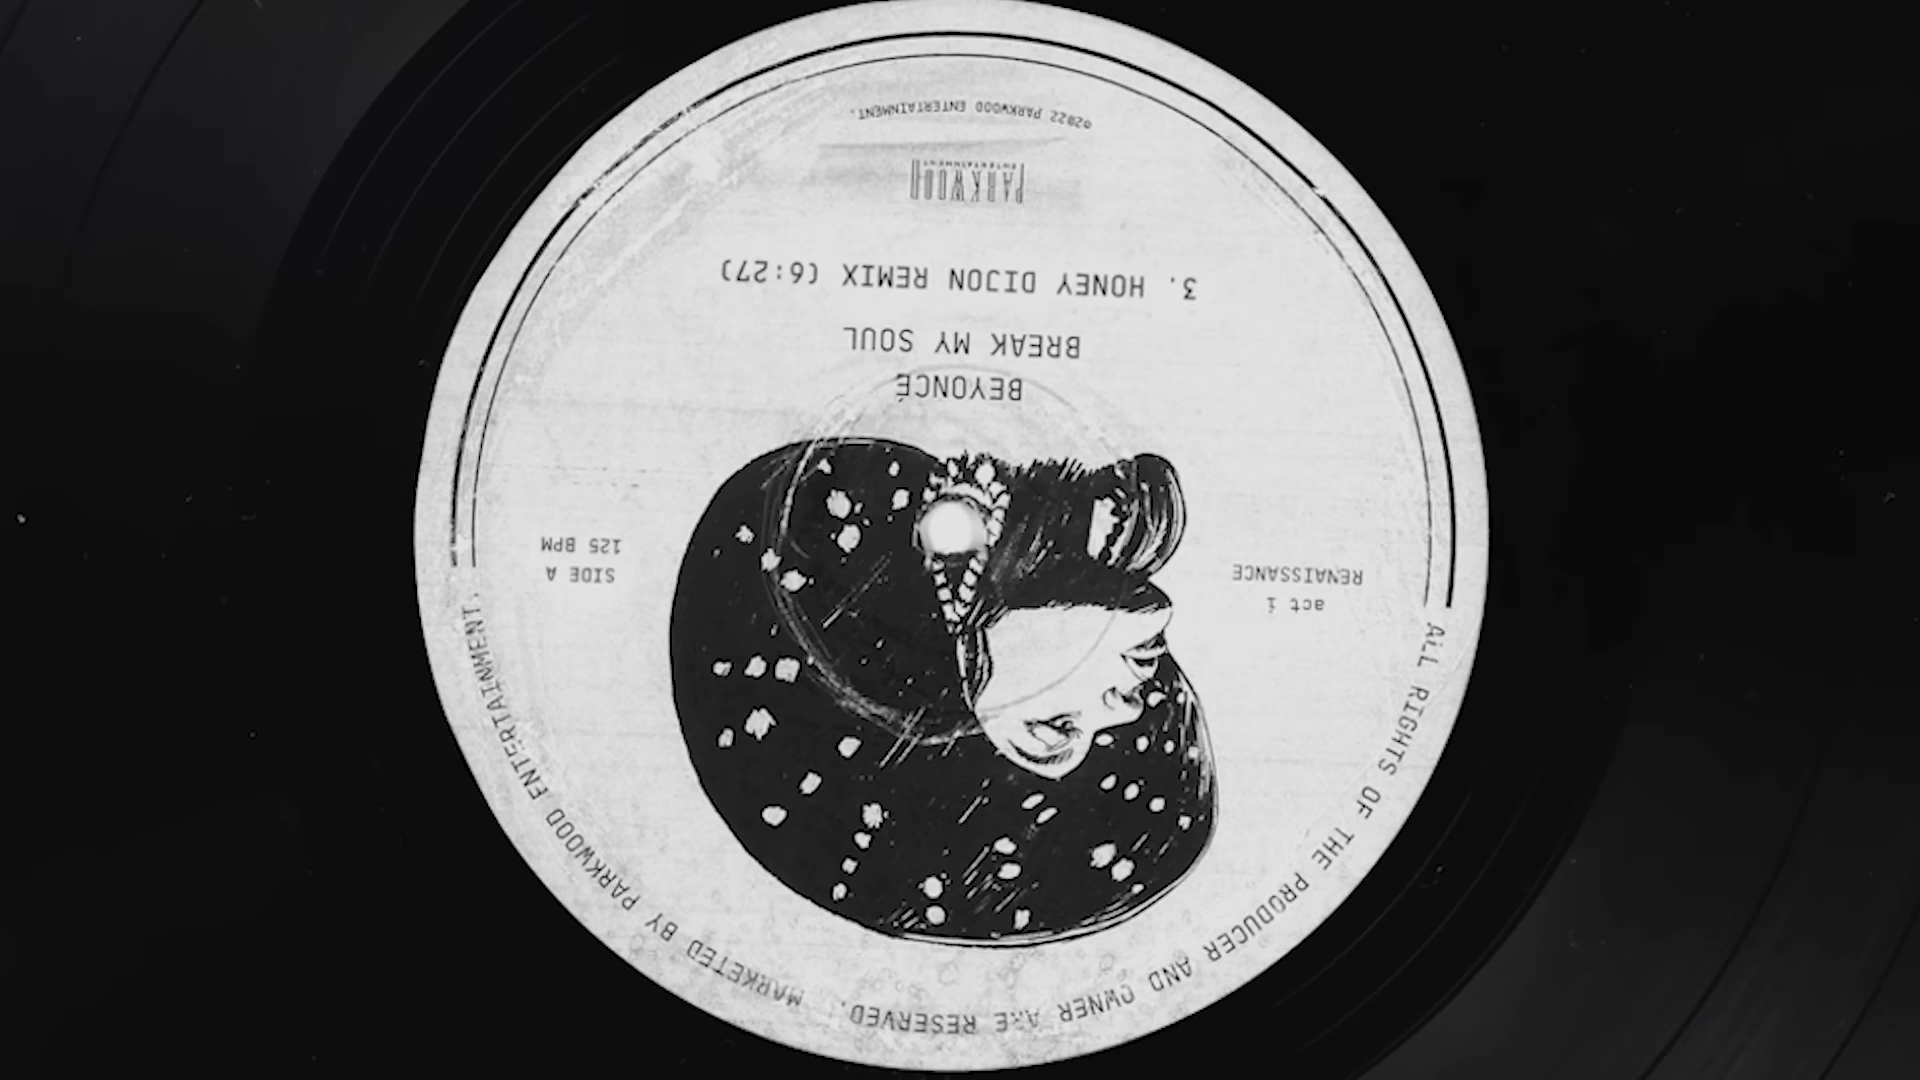 ALL RIGHTS OF THE PRODUCER AND OWNER ARE RESERVED. MARKETED BY PARKWOOD ENTERTAINMENT.
act i
RENAISSANCE
SIDE A
125 BPM
BEYONCÉ
BREAK MY SOUL
3. HONEY DIJON REMIX (6:27)
PARKWOOD
ENTERTAINMENT
©2022 PARKWOOD ENTERTAINMENT.